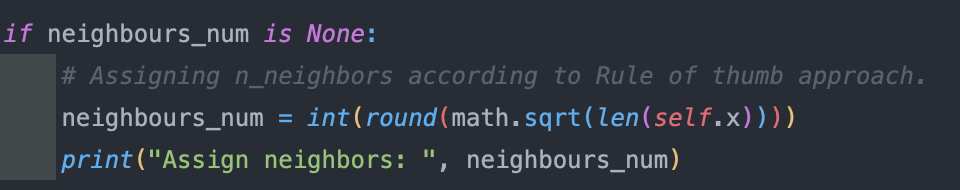 if neighbours_num is None:
# Assigning n_neighbors according to Rule of thumb approach.
neighbours_num = int(round(math.sqrt(len(self.x))))
print("Assign neighbors: ", neighbours_num)